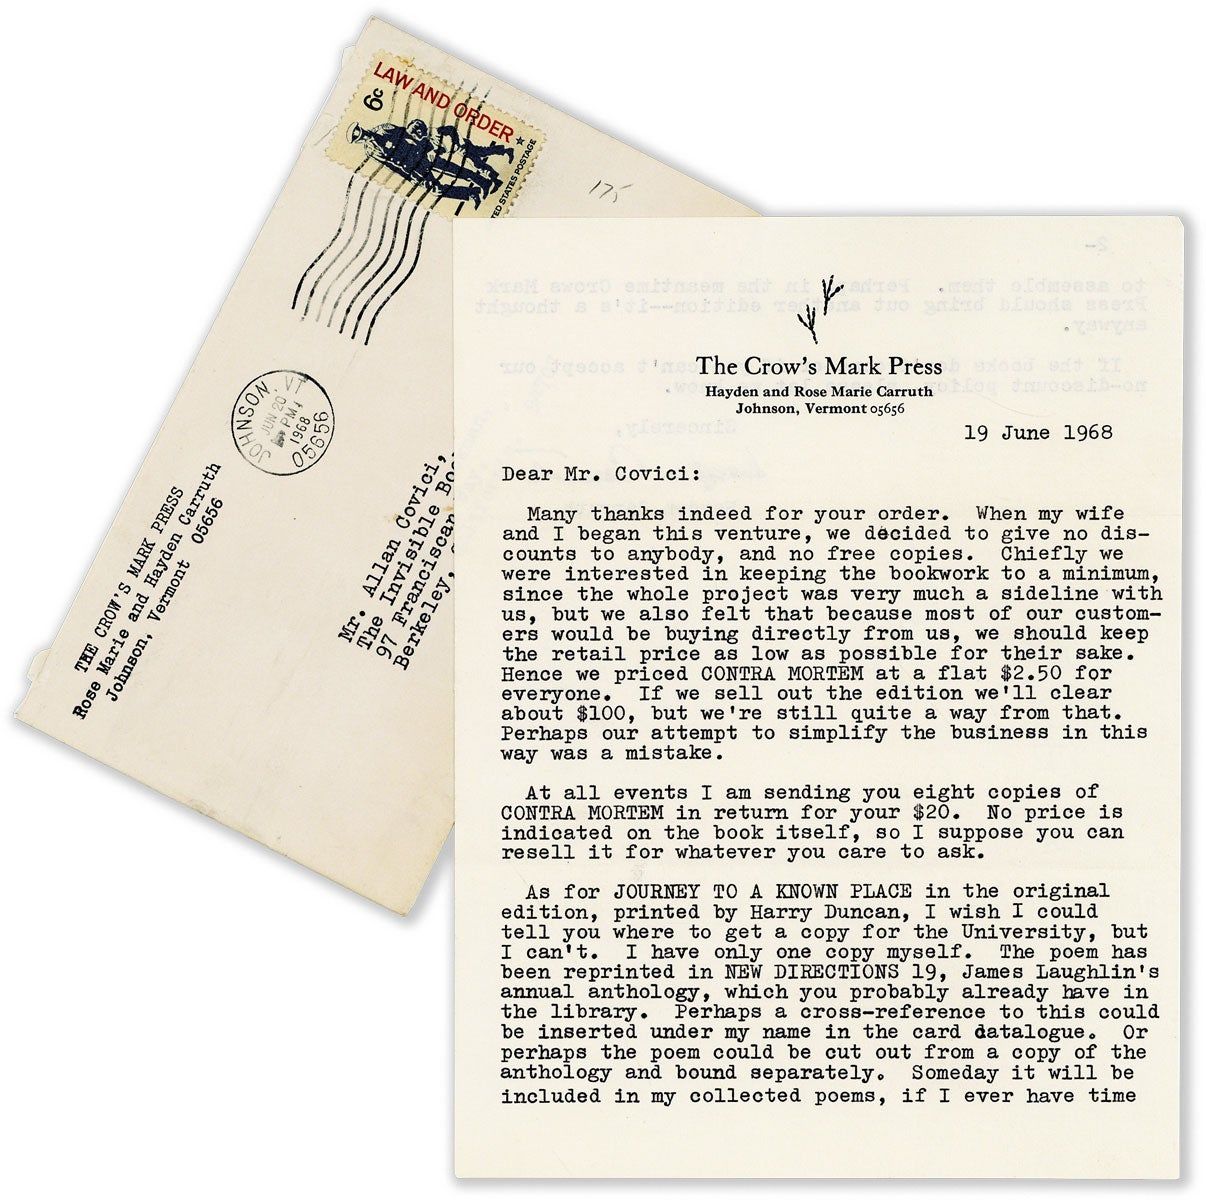 LAW AND ORDER
6c
TED STATES POSTAGE
175
JOHNSON, VT
JUN 20
PM
1968
05656
THE CROW'S MARK PRESS
Rose Marie and Hayden Carruth
Johnson, Vermont 05656
Mr. Allan Covici,
The Invisible Bo
97 Franciscan
Berkeley,
The Crow's Mark Press
Hayden and Rose Marie Carruth
Johnson, Vermont 05656
19 June 1968
Dear Mr. Covici:
Many thanks indeed for your order. When my wife
and I began this venture, we décided to give no dis-
counts to anybody, and no free copies. Chiefly we
were interested in keeping the bookwork to a minimum,
since the whole project was very much a sideline with
us, but we also felt that because most of our custom-
ers would be buying directly from us, we should keep
the retail price as low as possible for their sake.
Hence we priced CONTRA MORTEM at a flat $2.50 for
everyone. If we sell out the edition we'll clear
about $100, but we're still quite a way from that.
Perhaps our attempt to simplify the business in this
way was a mistake.
At all events I am sending you eight copies of
CONTRA MORTEM in return for your $20. No price is
indicated on the book itself, so I suppose you can
resell it for whatever you care to ask.
As for JOURNEY TO A KNOWN PLACE in the original
edition, printed by Harry Duncan, I wish I could
tell you where to get a copy for the University, but
I can't. I have only one copy myself. The poem has
been reprinted in NEW DIRECTIONS 19, James Laughlin's
annual anthology, which you probably already have in
the library. Perhaps a cross-reference to this could
be inserted under my name in the card datalogue. Or
perhaps the poem could be cut out from a copy of the
anthology and bound separately. Someday it will be
included in my collected poems, if I ever have time